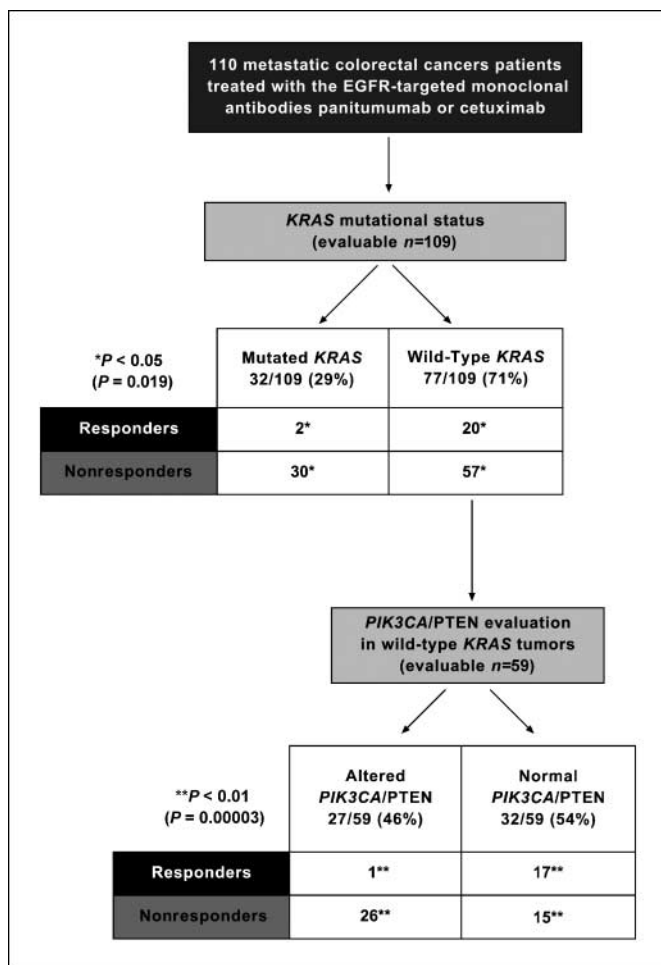 110 metastatic colorectal cancers patients
treated with the EGFR-targeted monoclonal
antibodies panitumumab or cetuximab
KRAS mutational status
(evaluable n=109)
*P < 0.05
(P = 0.019)
Mutated KRAS
32/109 (29%)
Wild-Type KRAS
77/109 (71%)
Responders
2*
20*
Nonresponders
30*
57*
PIK3CA/PTEN evaluation
in wild-type KRAS tumors
(evaluable n=59)
**P < 0.01
(P = 0.00003)
Altered
PIK3CA/PTEN
27/59 (46%)
Normal
PIK3CA/PTEN
32/59 (54%)
Responders
1**
17**
Nonresponders
26**
15**